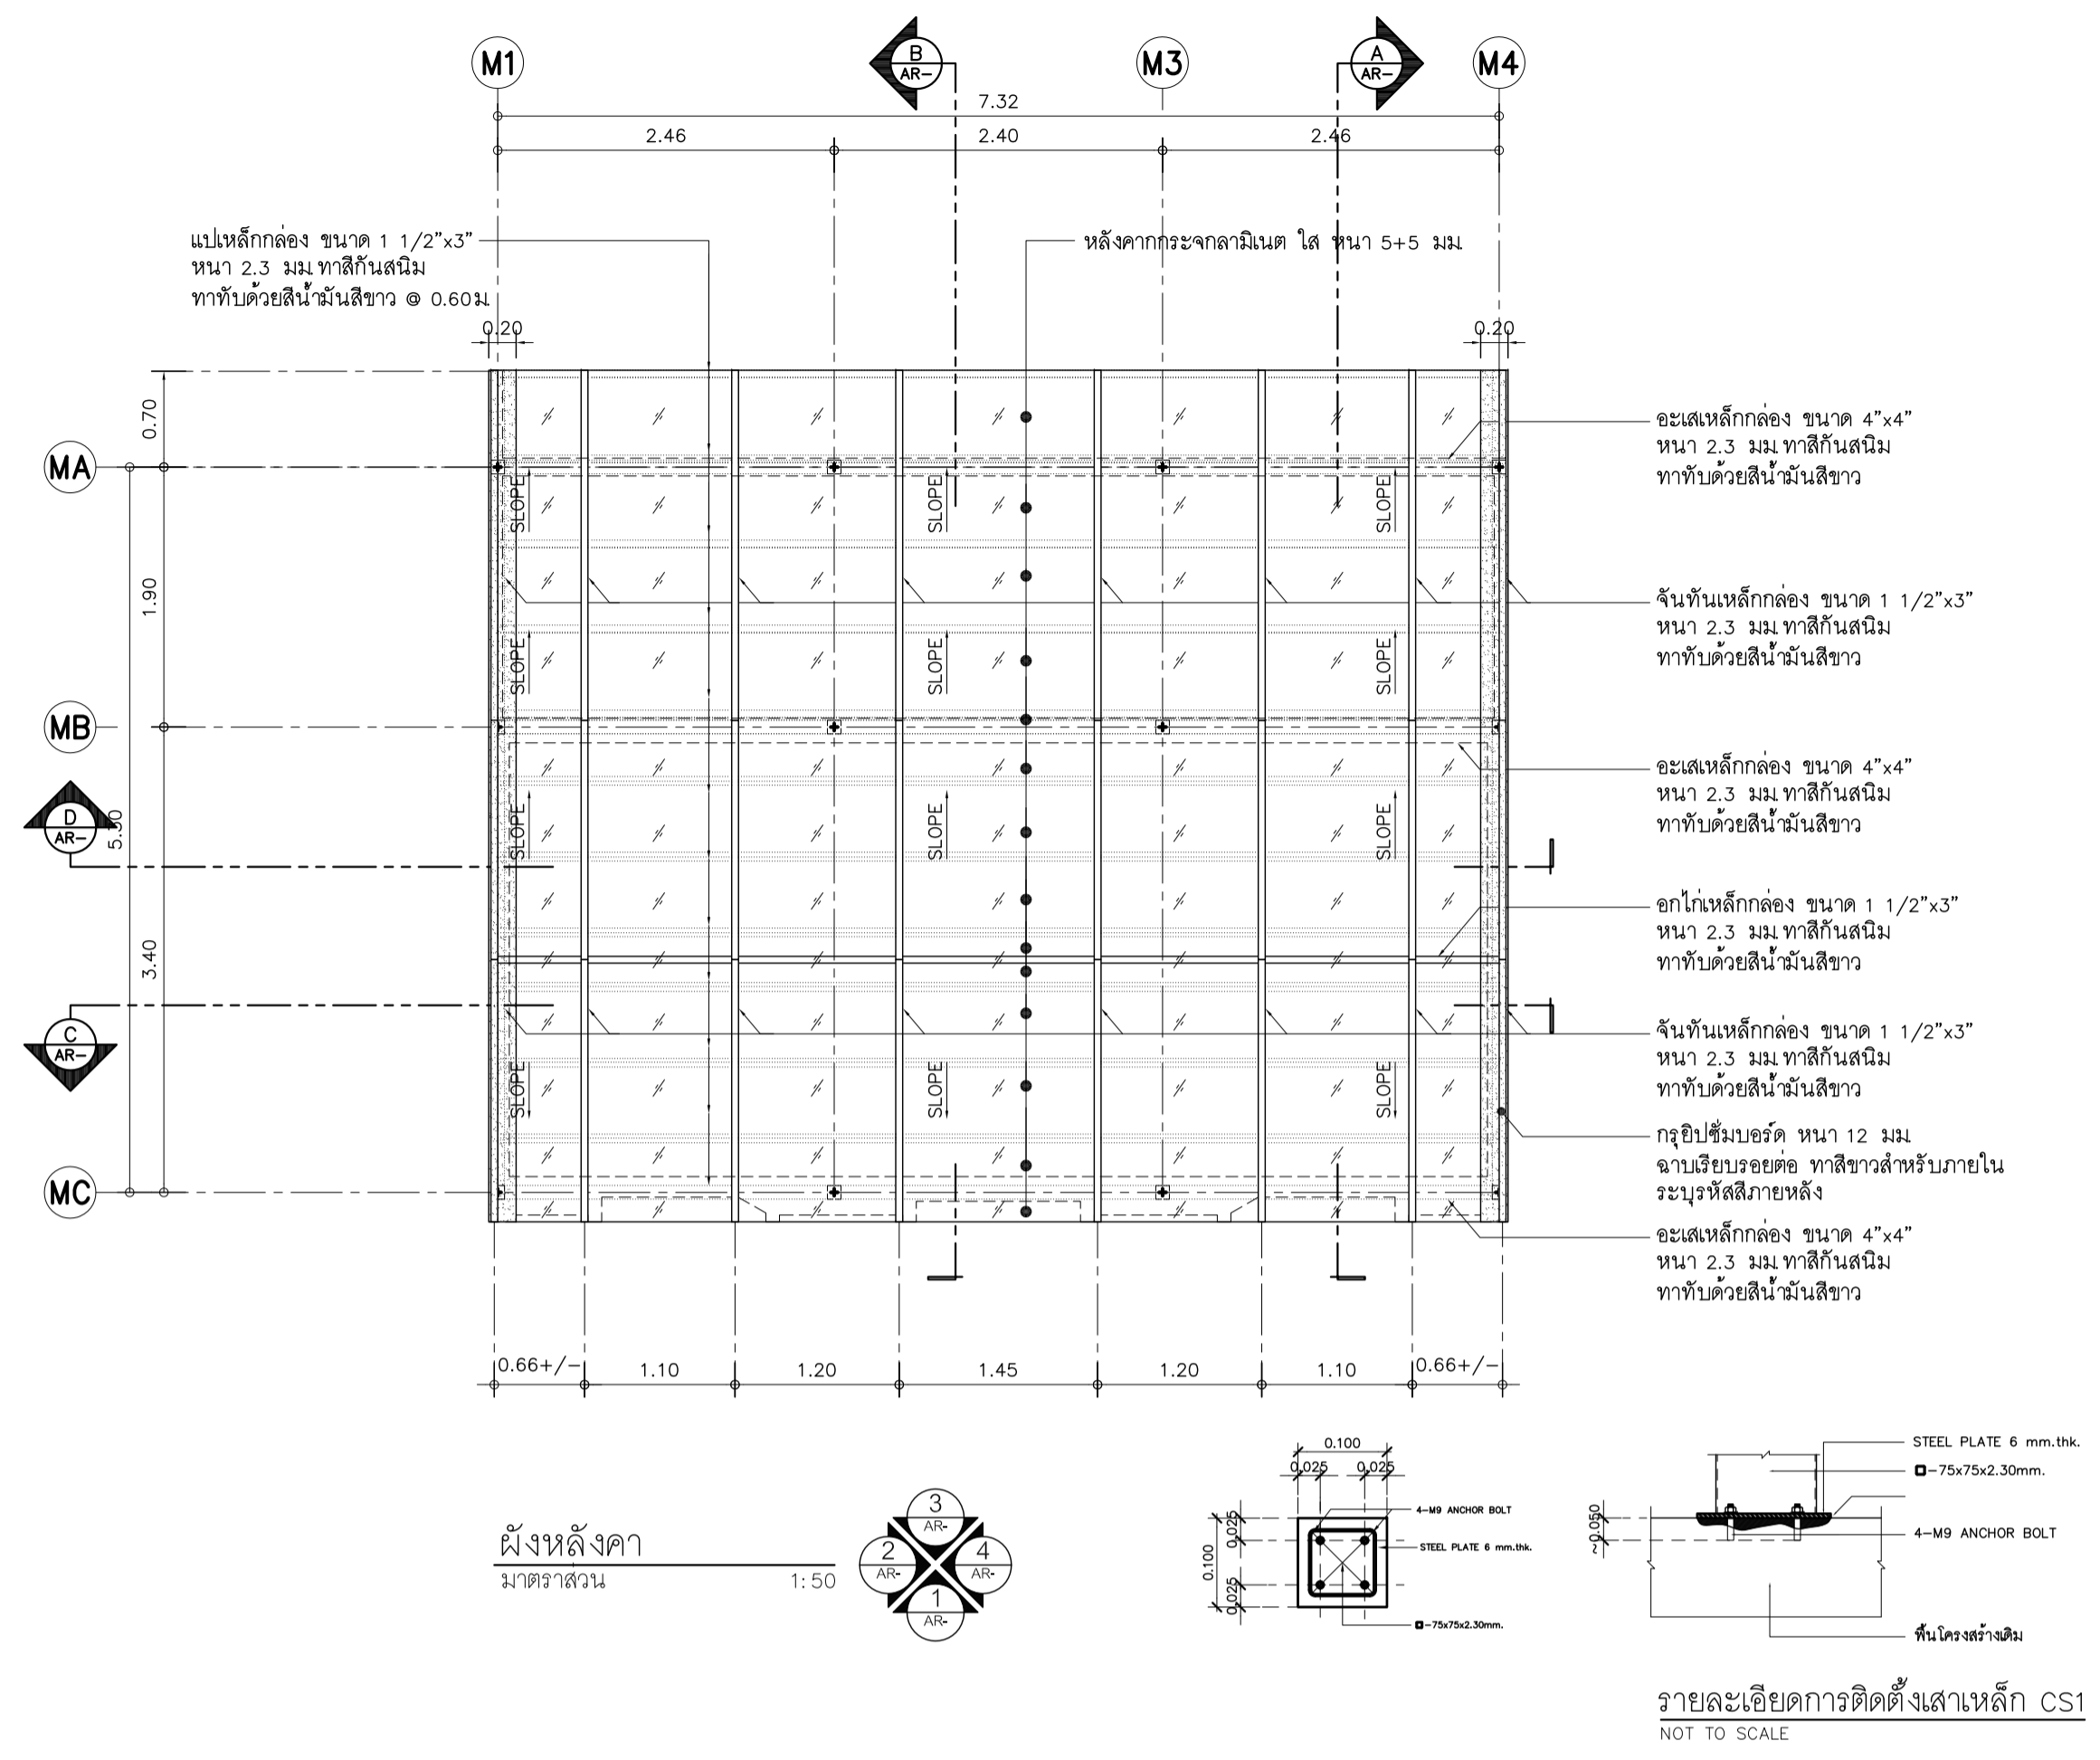 M1
B
AR-
M3
A
AR-
M4
7.32
2.46
2.40
2.46
แปเหล็กกล่อง ขนาด 1 1/2"x3"
หนา 2.3 มม.ทาสีกันสนิม
ทาทับด้วยสีน้ำมันสีขาว @ 0.60ม.
หลังคากกระจกลามิเนต ใส หนา 5+5 มม.
0.20
0.20
0.70
MA
1.90
MB
D
AR-
5.30
3.40
C
AR-
MC
SLOPE
SLOPE
SLOPE
SLOPE
SLOPE
SLOPE
SLOPE
SLOPE
SLOPE
SLOPE
SLOPE
SLOPE
อะเสเหล็กกล่อง ขนาด 4"x4"
หนา 2.3 มม.ทาสีกันสนิม
ทาทับด้วยสีน้ำมันสีขาว
จันทันเหล็กกล่อง ขนาด 1 1/2"x3"
หนา 2.3 มม.ทาสีกันสนิม
ทาทับด้วยสีน้ำมันสีขาว
อะเสเหล็กกล่อง ขนาด 4"x4"
หนา 2.3 มม.ทาสีกันสนิม
ทาทับด้วยสีน้ำมันสีขาว
อกไก่เหล็กกล่อง ขนาด 1 1/2"x3"
หนา 2.3 มม.ทาสีกันสนิม
ทาทับด้วยสีน้ำมันสีขาว
จันทันเหล็กกล่อง ขนาด 1 1/2"x3"
หนา 2.3 มม.ทาสีกันสนิม
ทาทับด้วยสีน้ำมันสีขาว
กรุยิปซั่มบอร์ด หนา 12 มม.
ฉาบเรียบรอยต่อ ทาสีขาวสำหรับภายใน
ระบุรหัสสีภายหลัง
อะเสเหล็กกล่อง ขนาด 4"x4"
หนา 2.3 มม.ทาสีกันสนิม
ทาทับด้วยสีน้ำมันสีขาว
0.66+/-
1.10
1.20
1.45
1.20
1.10
0.66+/-
ผังหลังคา
มาตราส่วน 1:50
3
AR-
2
AR-
4
AR-
1
AR-
0.100
0.025
0.025
0.025
0.100
0.025
4-M9 ANCHOR BOLT
STEEL PLATE 6 mm.thk.
-75x75x2.30mm.
STEEL PLATE 6 mm.thk.
-75x75x2.30mm.
~0.050
4-M9 ANCHOR BOLT
พื้นโครงสร้างเดิม
รายละเอียดการติดตั้งเสาเหล็ก CS1
NOT TO SCALE